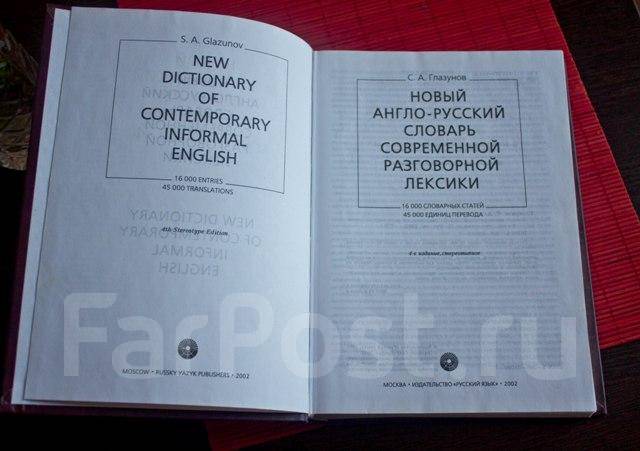 S. A. Glazunov
NEW
DICTIONARY
OF
CONTEMPORARY
INFORMAL
ENGLISH
16 000 ENTRIES
45 000 TRANSLATIONS
4th Stereotype Edition
MOSCOW • RUSSKY YAZYK PUBLISHERS • 2002
С. А. Глазунов
НОВЫЙ
АНГЛО-РУССКИЙ
СЛОВАРЬ
СОВРЕМЕННОЙ
РАЗГОВОРНОЙ
ЛЕКСИКИ
16 000 СЛОВАРНЫХ СТАТЕЙ
45 000 ЕДИНИЦ ПЕРЕВОДА
4-е издание, стереотипное
МОСКВА • ИЗДАТЕЛЬСТВО «РУССКИЙ ЯЗЫК» • 2002
FarPost.ru